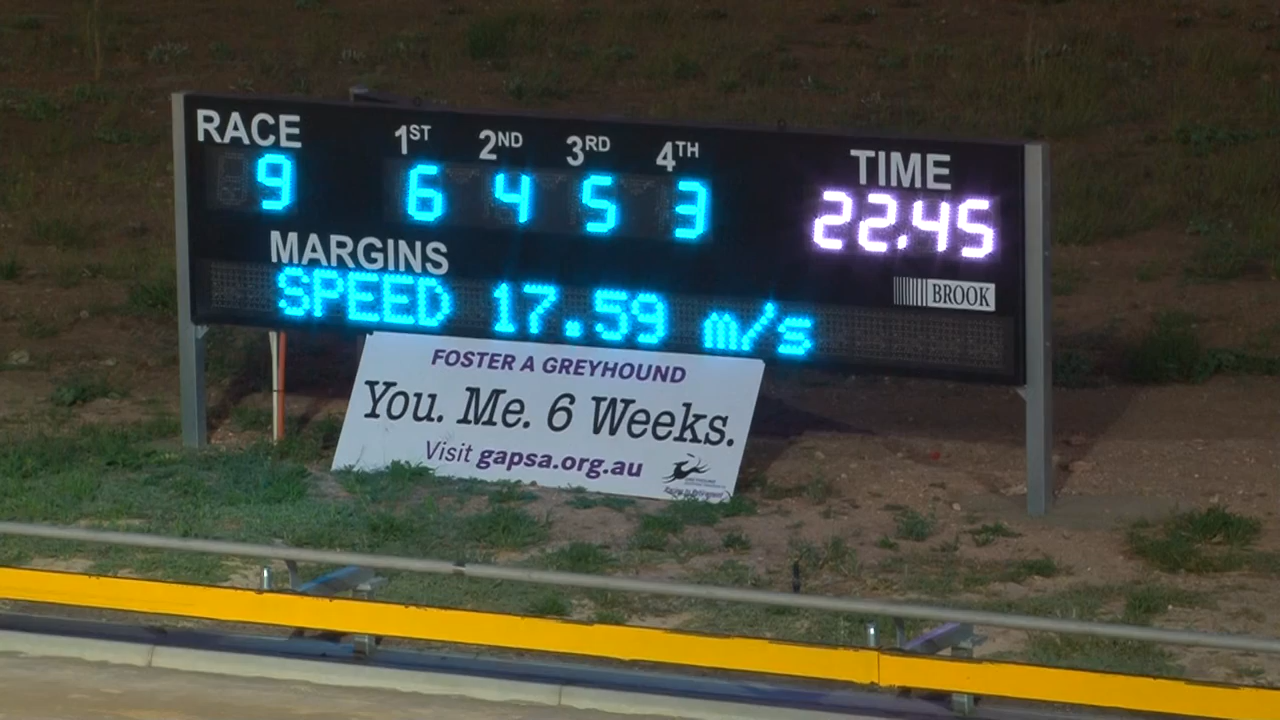 RACE 1ST 2ND 3RD 4TH TIME
9 6 4 5 3 22.45
MARGINS
SPEED 17.59 m/s
BROOK
FOSTER A GREYHOUND
You. Me. 6 Weeks.
Visit gapsa.org.au
GREYHOUND